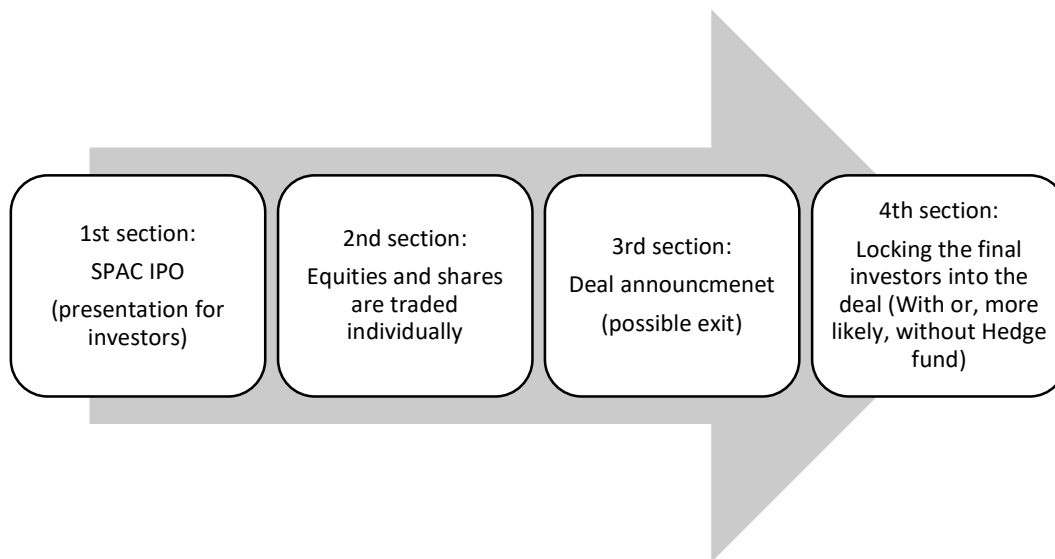 1st section:
SPAC IPO
(presentation for
investors)
2nd section:
Equities and shares
are traded
individually
3rd section:
Deal announcmenet
(possible exit)
4th section:
Locking the final
investors into the
deal (With or, more
likely, without Hedge
fund)